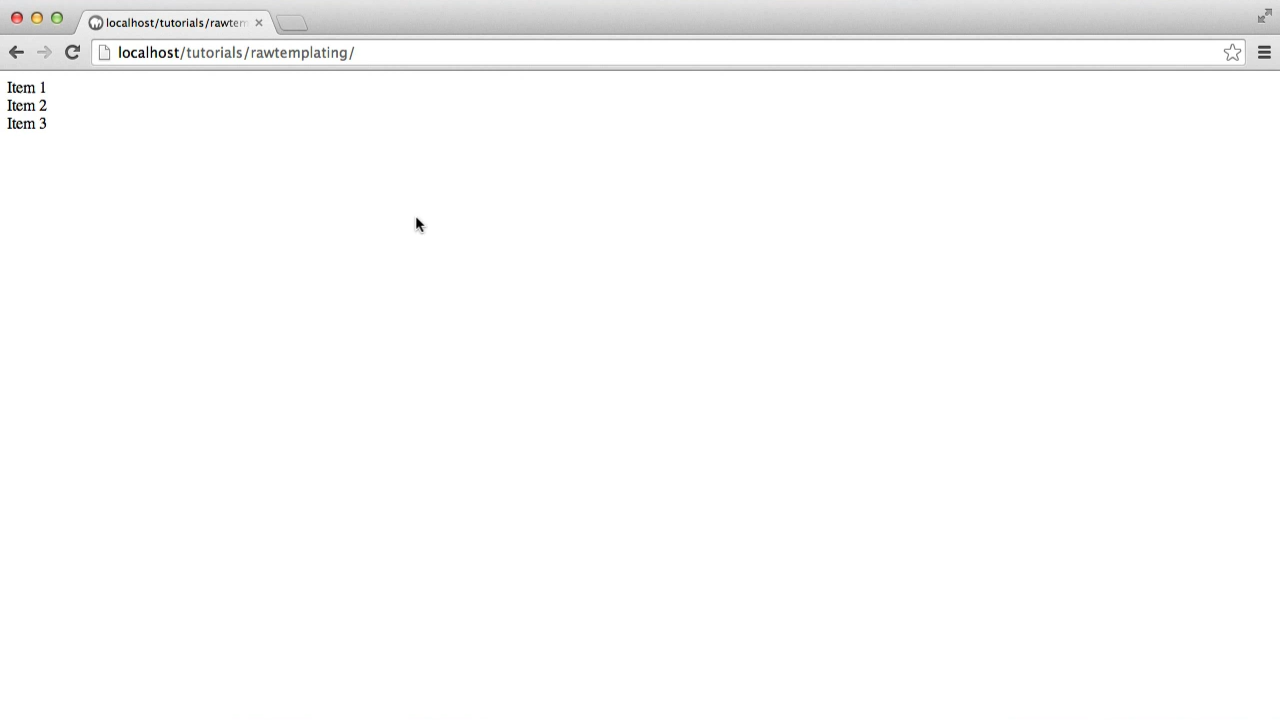 localhost/tutorials/rawtem
localhost/tutorials/rawtemplating/
Item 1
Item 2
Item 3